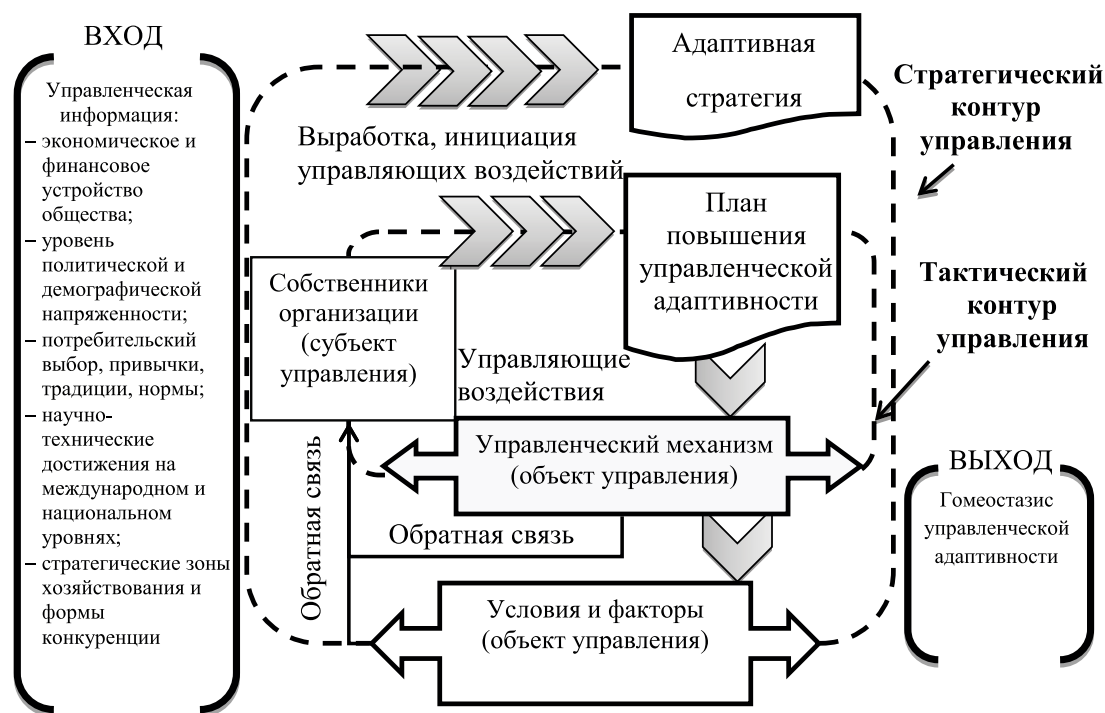 ВХОД
Управленческая
информация:
– экономическое и
финансовое
устройство
общества;
– уровень
политической и
демографической
напряженности;
– потребительский
выбор, привычки,
традиции, нормы;
– научно-
технические
достижения на
международном и
национальном
уровнях;
– стратегические зоны
хозяйствования и
формы
конкуренции
Адаптивная
стратегия
Выработка, инициация
управляющих воздействий
План
повышения
управленческой
адаптивности
Собственники
организации
(субъект
управления)
Управляющие
воздействия
Управленческий механизм
(объект управления)
Обратная связь
Обратная связь
Условия и факторы
(объект управления)
Стратегический
контур
управления
Тактический
контур
управления
ВЫХОД
Гомеостазис
управленческой
адаптивности